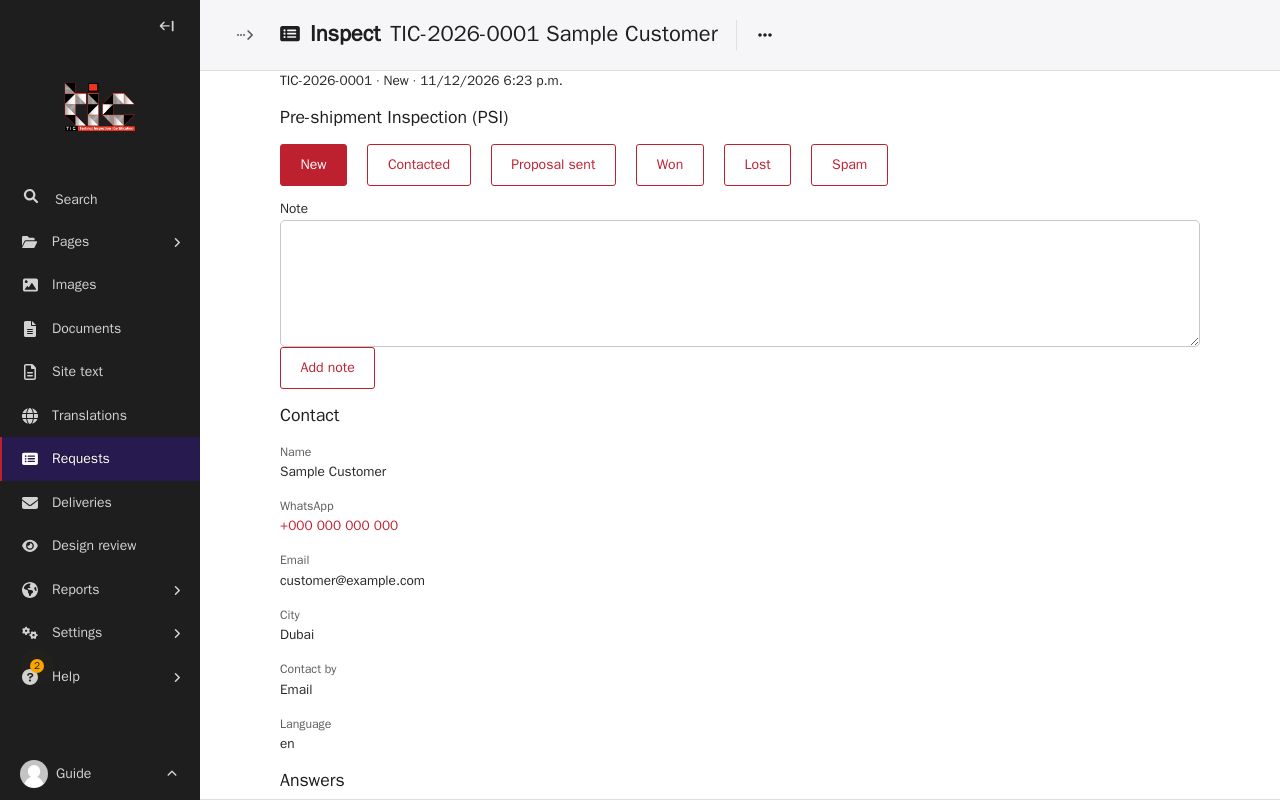 Inspect TIC-2026-0001 Sample Customer
TIC-2026-0001 · New · 11/12/2026 6:23 p.m.
Pre-shipment Inspection (PSI)
New
Contacted
Proposal sent
Won
Lost
Spam
Note
Add note
Contact
Name
Sample Customer
WhatsApp
+000 000 000 000
Email
customer@example.com
City
Dubai
Contact by
Email
Language
en
Answers
tic
Search
Pages
Images
Documents
Site text
Translations
Requests
Deliveries
Design review
Reports
Settings
2
Help
Guide